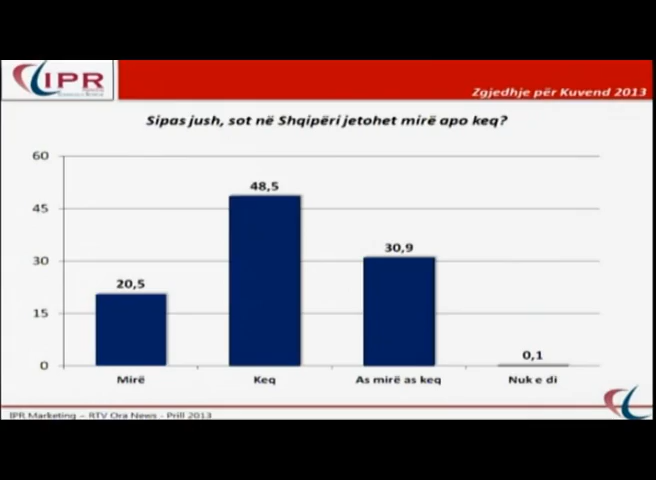 IPR
Zgjedhje për Kuvend 2013
Sipas jush, sot në Shqipëri jetohet mirë apo keq?
60
45
30
15
0
20,5
48,5
30,9
0,1
Mirë
Keq
As mirë as keq
Nuk e di
IPR Marketing – RTV Ora News - Prill 2013